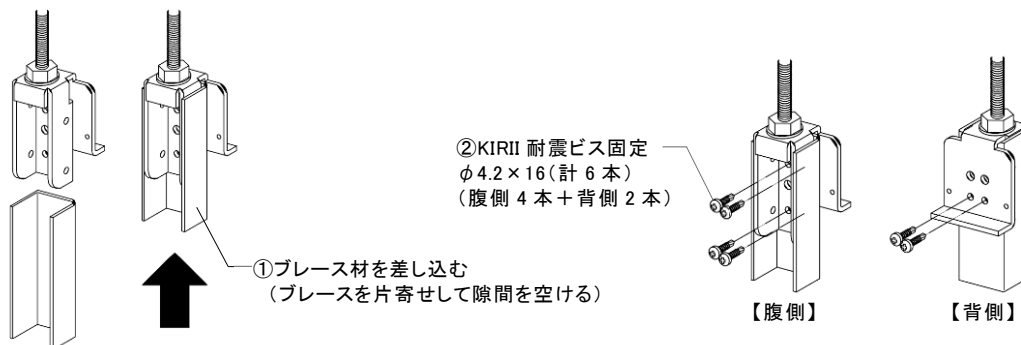 ①ブレース材を差し込む
(ブレースを片寄せして隙間を空ける)
②KIRII 耐震ビス固定
φ4.2×16(計 6 本)
(腹側 4 本+背側 2 本)
【腹側】
【背側】